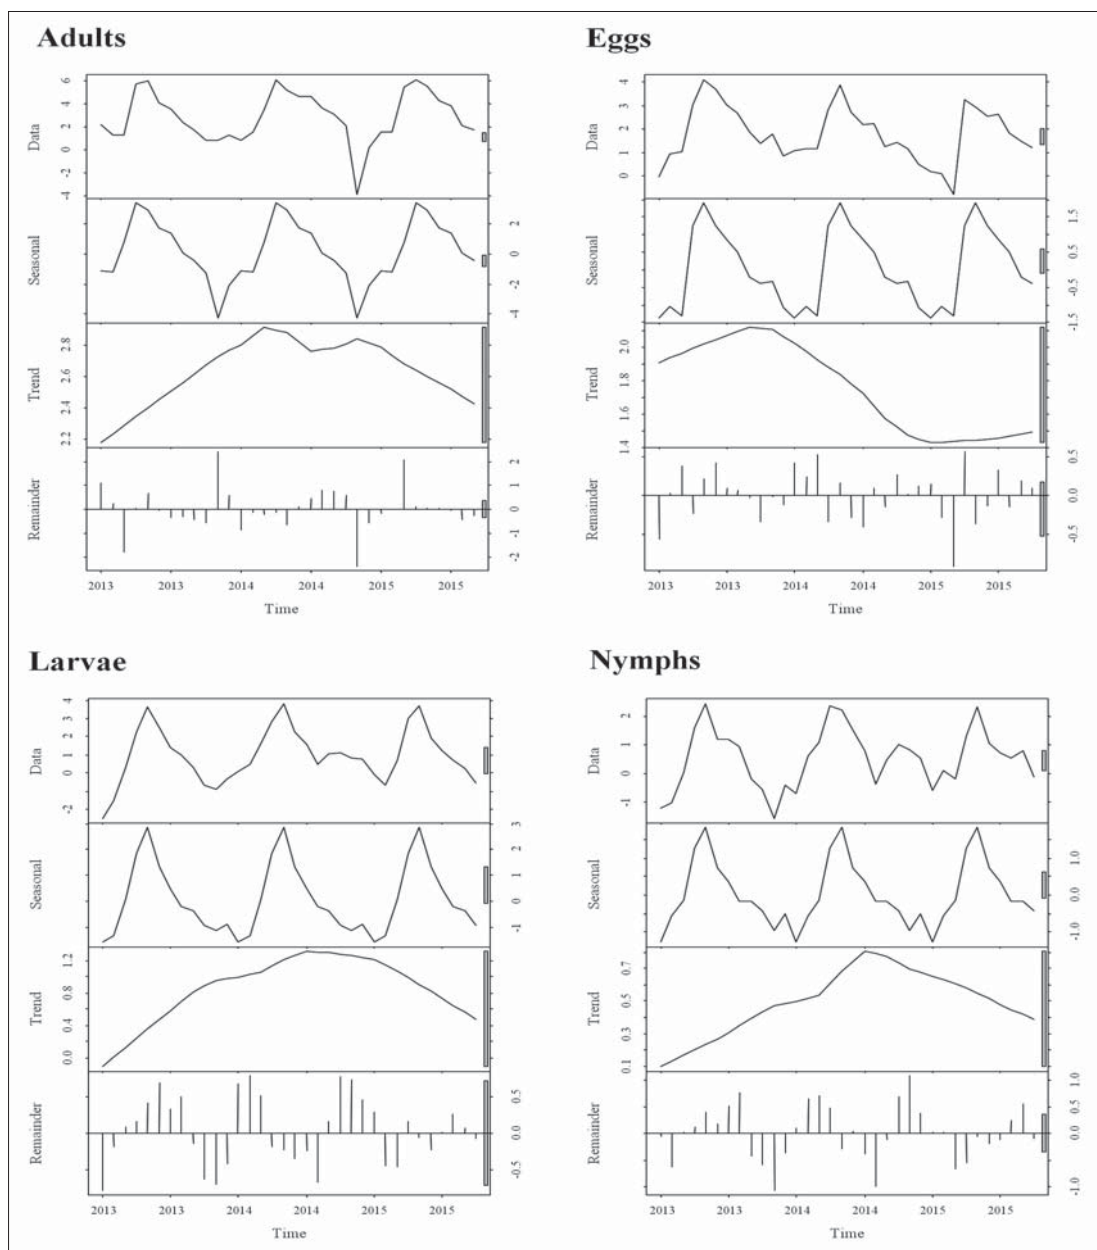 Adults
Data
6
4
2
0
-2
-4
Seasonal
2
0
-2
-4
Trend
2.8
2.6
2.4
2.2
Remainder
2
1
0
-1
-2
2013 2013 2014 2014 2015 2015
Time
Eggs
Data
4
3
2
1
0
Seasonal
1.5
0.5
-0.5
-1.5
Trend
2.0
1.8
1.6
1.4
Remainder
0.5
0.0
-0.5
2013 2013 2014 2014 2015 2015
Time
Larvae
Data
4
3
2
1
0
-2
Seasonal
3
2
1
0
-1
Trend
1.2
0.8
0.4
0.0
Remainder
0.5
0.0
-0.5
2013 2013 2014 2014 2015 2015
Time
Nymphs
Data
2
1
0
-1
Seasonal
1.0
0.0
-1.0
Trend
0.7
0.5
0.3
0.1
Remainder
1.0
0.5
0.0
-1.0
2013 2013 2014 2014 2015 2015
Time